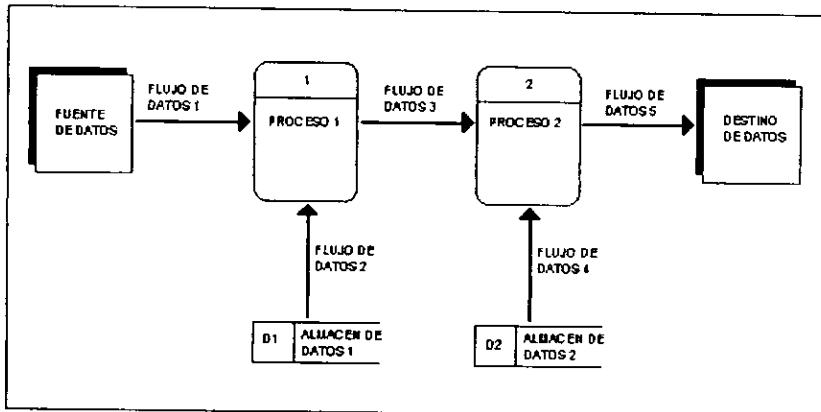 FUENTE
DE DATOS
FLUJO DE
DATOS 1
1
PROCESO 1
FLUJO DE
DATOS 3
2
PROCESO 2
FLUJO DE
DATOS 5
DESTINO
DE DATOS
FLUJO DE
DATOS 2
FLUJO DE
DATOS 4
D1
ALMACEN DE
DATOS 1
D2
ALMACEN DE
DATOS 2